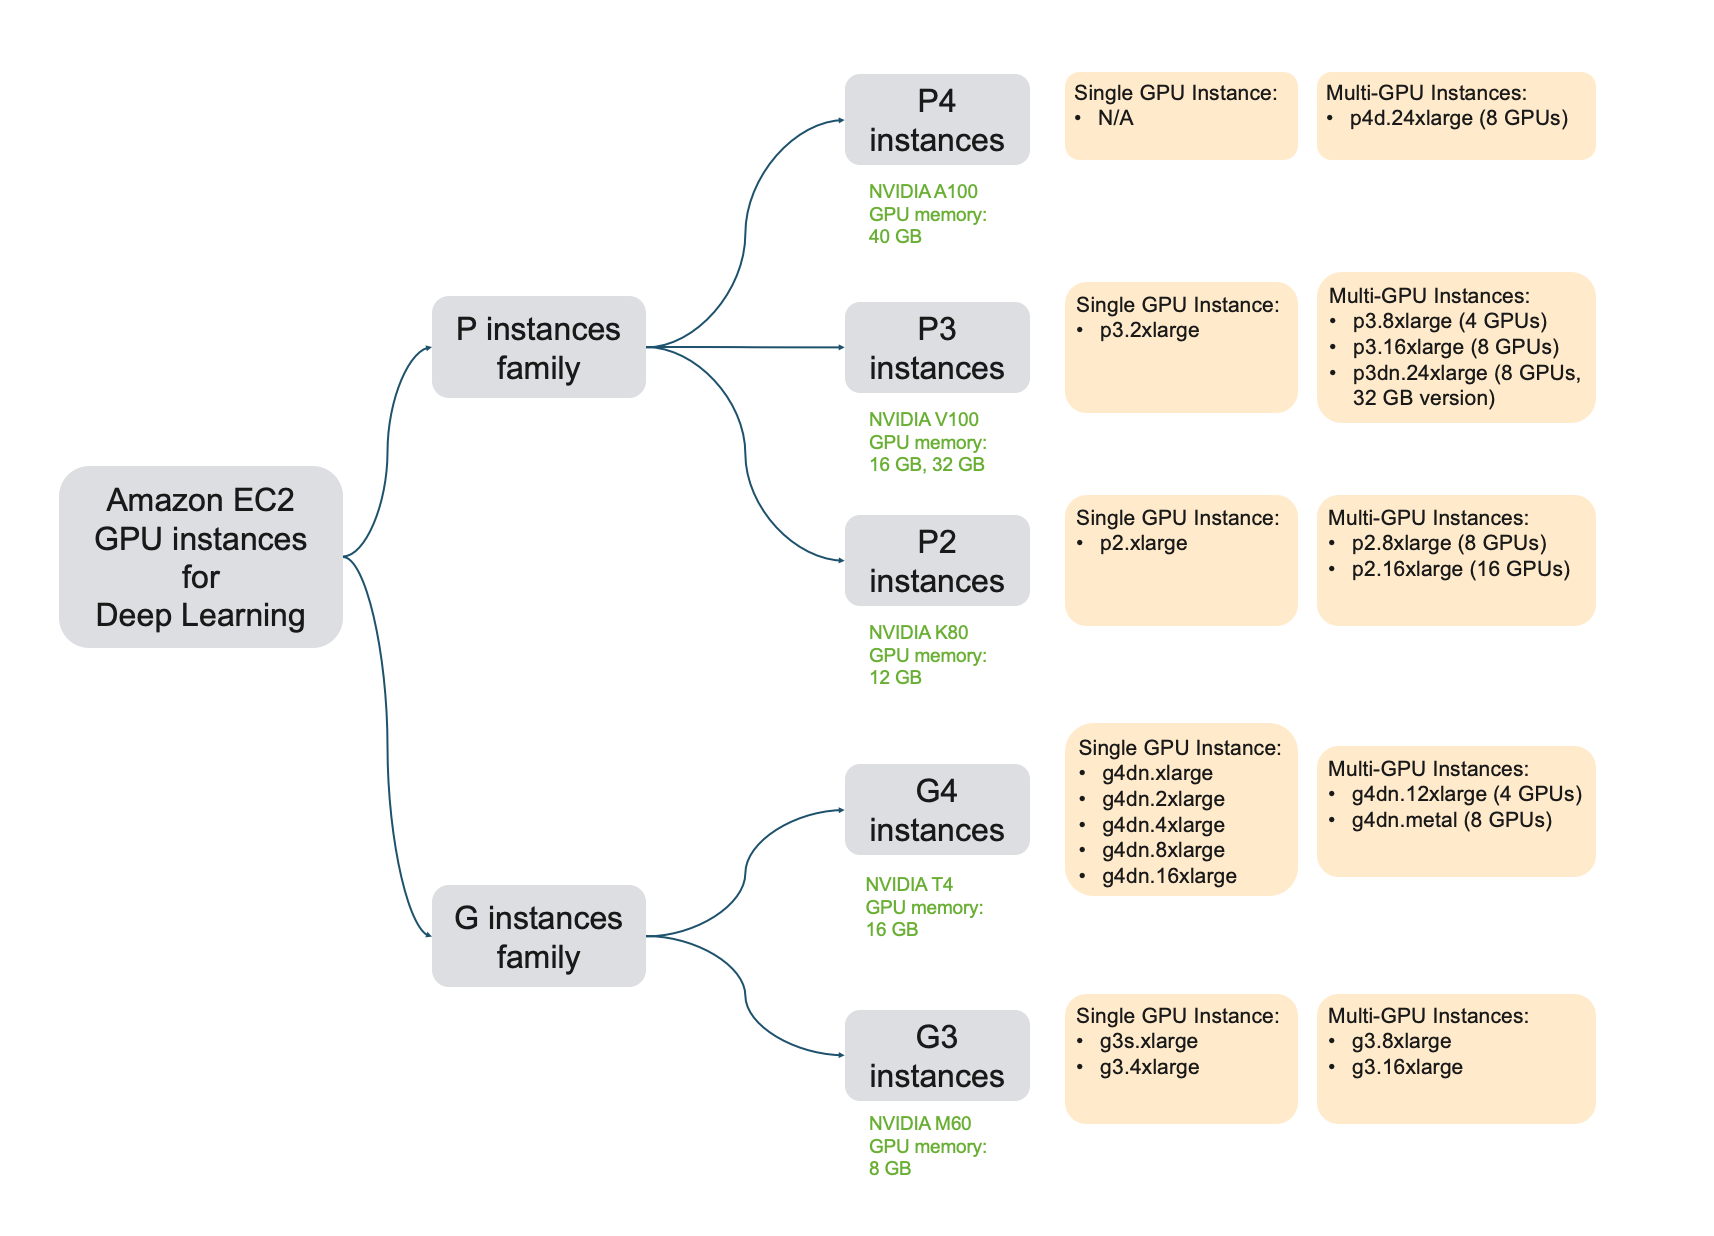 Amazon EC2
GPU instances
for
Deep Learning
P instances
family
P4
instances
NVIDIA A100
GPU memory:
40 GB
Single GPU Instance:
• N/A
Multi-GPU Instances:
• p4d.24xlarge (8 GPUs)
P3
instances
NVIDIA V100
GPU memory:
16 GB, 32 GB
Single GPU Instance:
• p3.2xlarge
Multi-GPU Instances:
• p3.8xlarge (4 GPUs)
• p3.16xlarge (8 GPUs)
• p3dn.24xlarge (8 GPUs,
32 GB version)
P2
instances
NVIDIA K80
GPU memory:
12 GB
Single GPU Instance:
• p2.xlarge
Multi-GPU Instances:
• p2.8xlarge (8 GPUs)
• p2.16xlarge (16 GPUs)
G instances
family
G4
instances
NVIDIA T4
GPU memory:
16 GB
Single GPU Instance:
• g4dn.xlarge
• g4dn.2xlarge
• g4dn.4xlarge
• g4dn.8xlarge
• g4dn.16xlarge
Multi-GPU Instances:
• g4dn.12xlarge (4 GPUs)
• g4dn.metal (8 GPUs)
G3
instances
NVIDIA M60
GPU memory:
8 GB
Single GPU Instance:
• g3s.xlarge
• g3.4xlarge
Multi-GPU Instances:
• g3.8xlarge
• g3.16xlarge